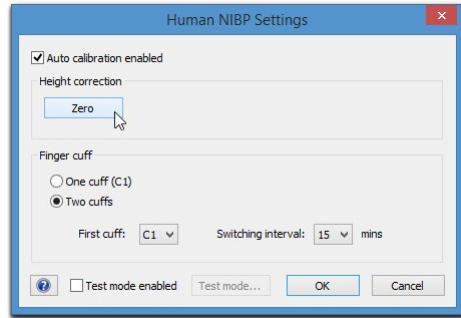 Human NIBP Settings
Auto calibration enabled
Height correction
Zero
Finger cuff
One cuff (C1)
Two cuffs
First cuff: C1 Switching interval: 15 mins
Test mode enabled Test mode... OK Cancel